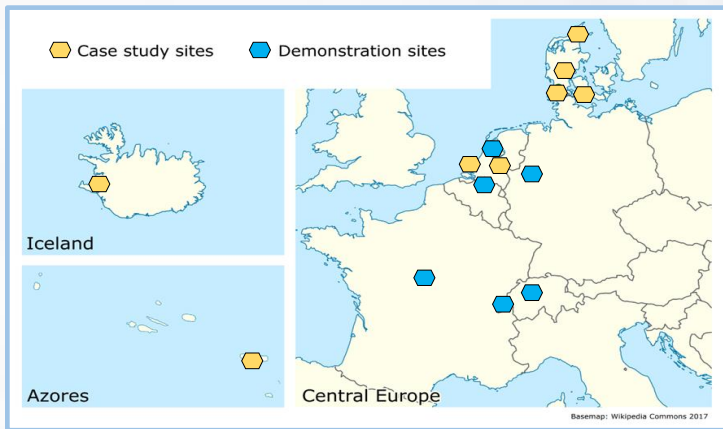 Case study sites
Demonstration sites
Iceland
Azores
Central Europe
Basemap: Wikipedia Commons 2017